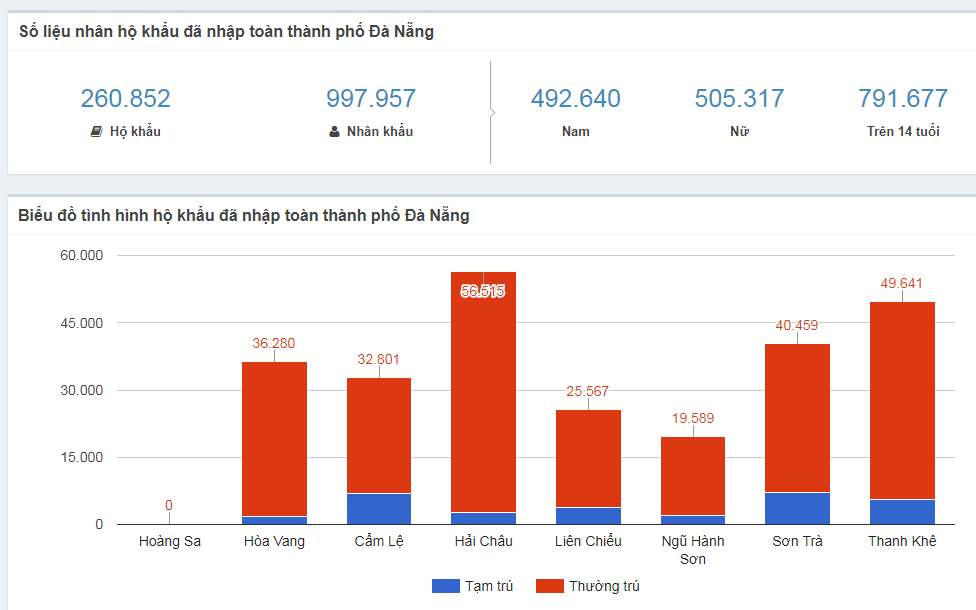 Số liệu nhân hộ khẩu đã nhập toàn thành phố Đà Nẵng
260.852 997.957 492.640 505.317 791.677
Hộ khẩu Nhân khẩu Nam Nữ Trên 14 tuổi
Biểu đồ tình hình hộ khẩu đã nhập toàn thành phố Đà Nẵng
60.000
45.000
30.000
15.000
0
0
36.280
32.801
56.515
25.567
19.589
40.459
49.641
Hoàng Sa Hòa Vang Cẩm Lệ Hải Châu Liên Chiểu Ngũ Hành Sơn Trà Thanh Khê
Sơn
Tạm trú Thường trú